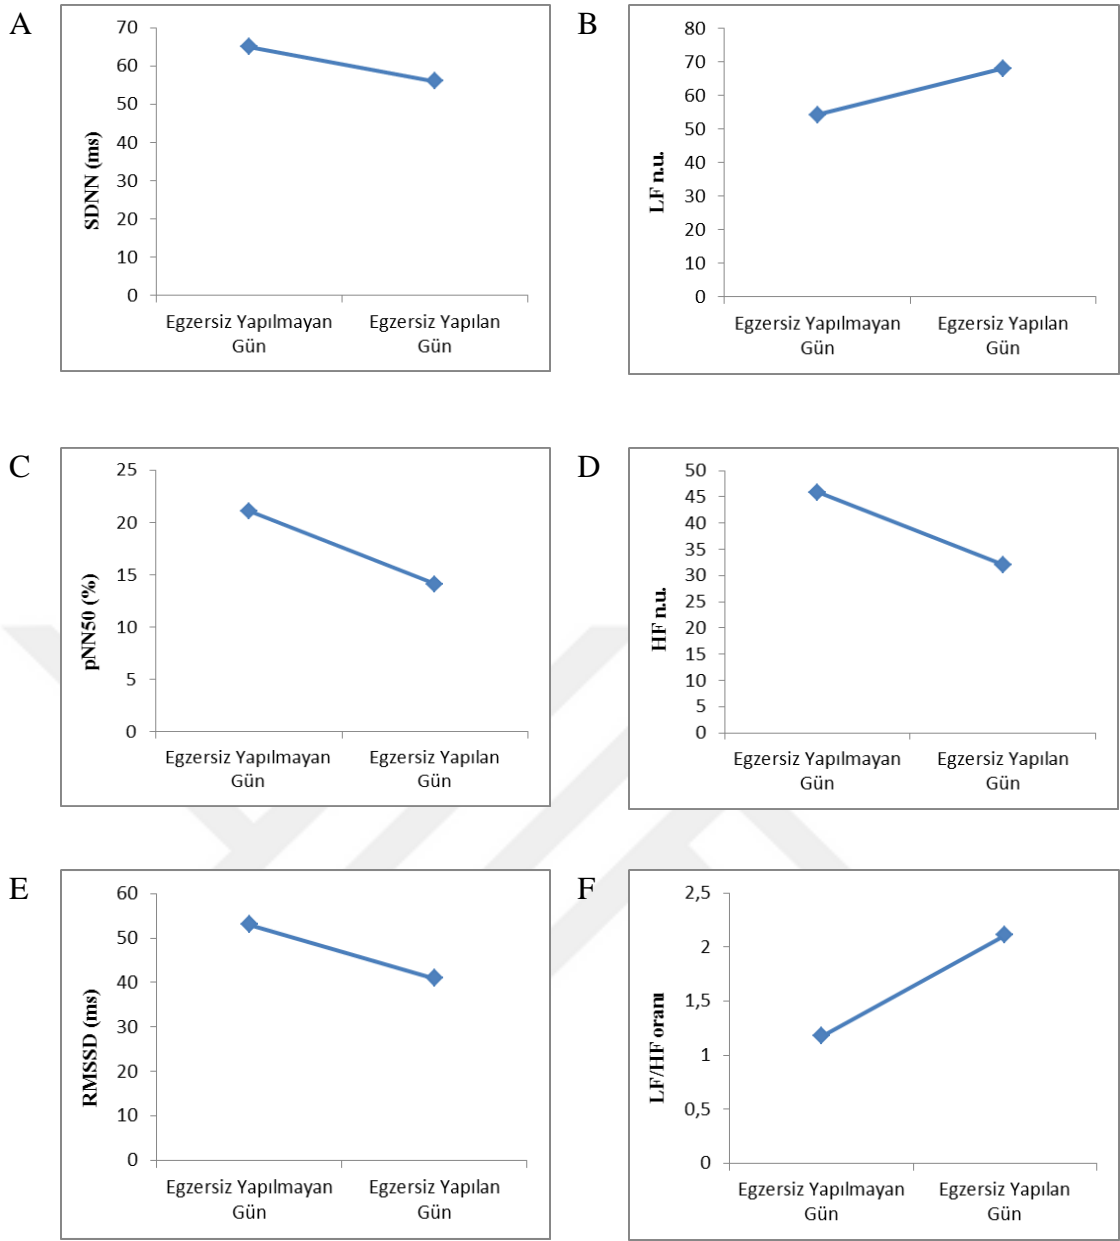 A
70
60
50
40
30
20
10
0
SDNN (ms)
Egzersiz Yapılmayan
Gün
Egzersiz Yapılan
Gün
B
80
70
60
50
40
30
20
10
0
LF n.u.
Egzersiz Yapılmayan
Gün
Egzersiz Yapılan
Gün
C
25
20
15
10
5
0
pNN50 (%)
Egzersiz Yapılmayan
Gün
Egzersiz Yapılan
Gün
D
50
45
40
35
30
25
20
15
10
5
0
HF n.u.
Egzersiz Yapılmayan
Gün
Egzersiz Yapılan
Gün
E
60
50
40
30
20
10
0
RMSSD (ms)
Egzersiz Yapılmayan
Gün
Egzersiz Yapılan
Gün
F
2,5
2
1,5
1
0,5
0
LF/HF oranı
Egzersiz Yapılmayan
Gün
Egzersiz Yapılan
Gün